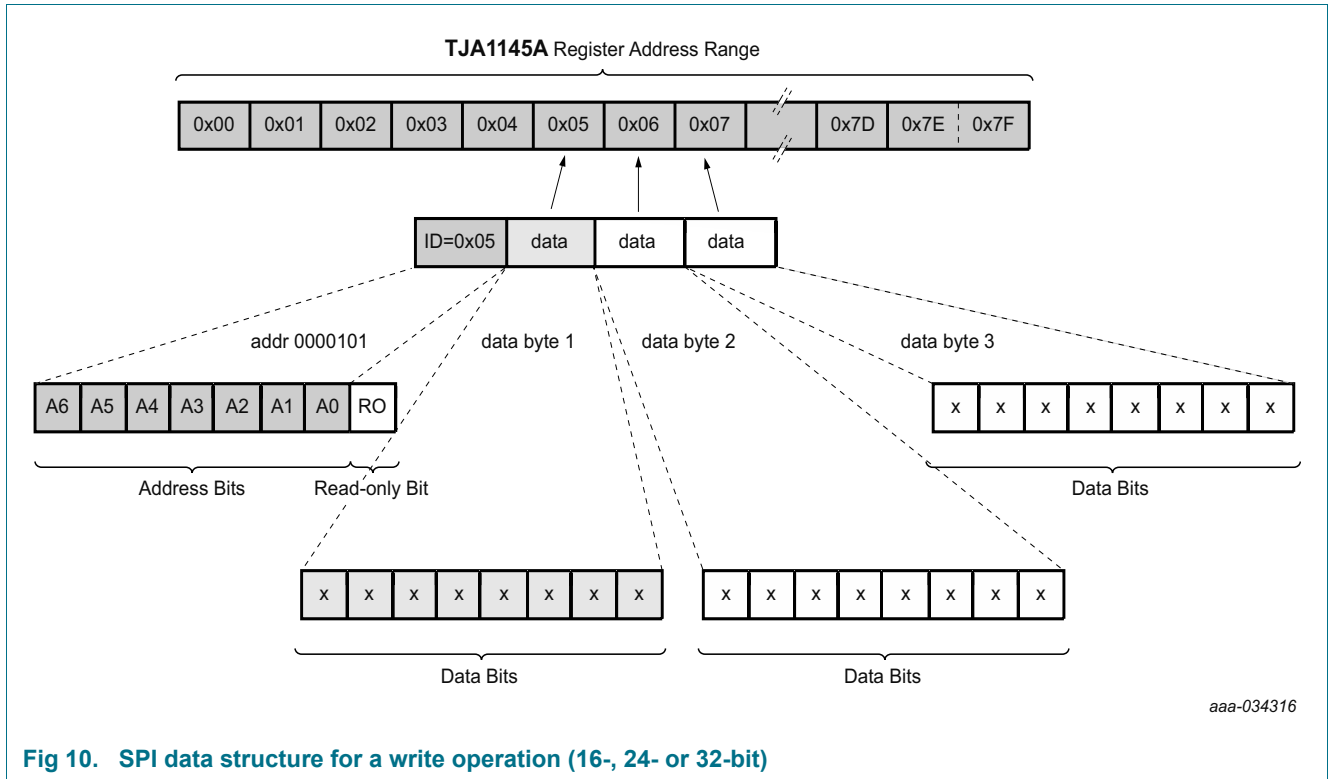 TJA1145A Register Address Range
0x00 0x01 0x02 0x03 0x04 0x05 0x06 0x07 0x7D 0x7E 0x7F
ID=0x05 data data data
addr 0000101 data byte 1 data byte 2 data byte 3
A6 A5 A4 A3 A2 A1 A0 RO x x x x x x x x
Address Bits Read-only Bit Data Bits
x x x x x x x x x x x x x x x x
Data Bits Data Bits
aaa-034316
Fig 10. SPI data structure for a write operation (16-, 24- or 32-bit)